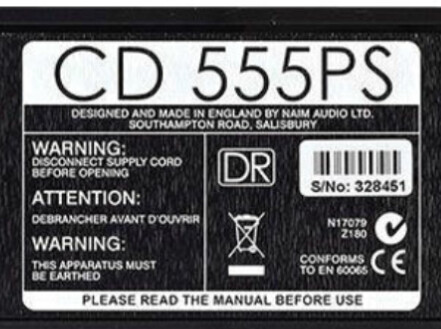 CD 555PS
DESIGNED AND MADE IN ENGLAND BY NAIM AUDIO LTD.
SOUTHAMPTON ROAD, SALISBURY
WARNING:
DISCONNECT SUPPLY CORD
BEFORE OPENING
ATTENTION:
DEBRANCHER AVANT D'OUVRIR
WARNING:
THIS APPARATUS MUST
BE EARTHED
DR
S/No: 328451
N17079
Z180
CONFORMS
TO EN 60065
CE
PLEASE READ THE MANUAL BEFORE USE